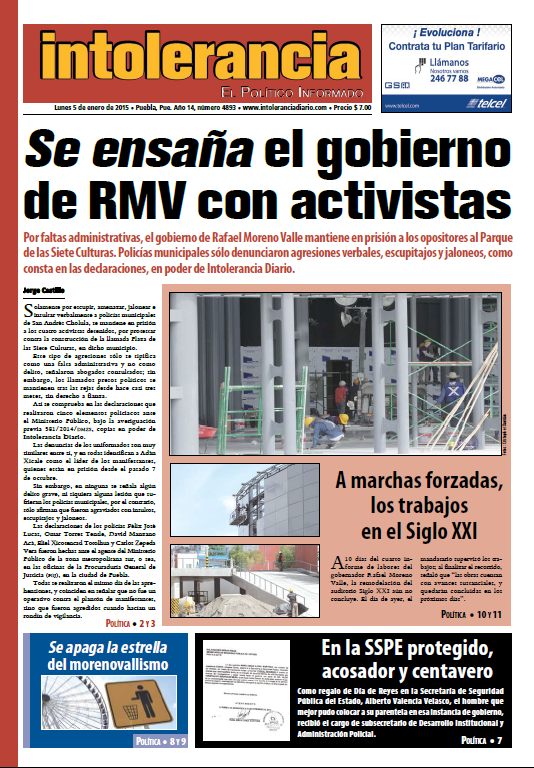 intolerancia
EL POLÍTICO INFORMADO
Lunes 5 de enero de 2015 • Puebla, Pue. Año 14, número 4893 • www.intoleranciadiario.com • Precio $ 7.00
¡ Evoluciona !
Contrata tu Plan Tarifario
Llámanos
Nosotros vamos
246 77 88
GSM
MEGACEL
www.telcel.com
telcel
Se ensaña el gobierno
de RMV con activistas
Por faltas administrativas, el gobierno de Rafael Moreno Valle mantiene en prisión a los opositores al Parque
de las Siete Culturas. Policías municipales sólo denunciaron agresiones verbales, escupitajos y jaloneos, como
consta en las declaraciones, en poder de Intolerancia Diario.
Jorge Castillo
Solamente por escupir, amenazar, jalonear e
insultar verbalmente a policías municipales
de San Andrés Cholula, se mantiene en prisión
a los cuatro activistas detenidos, por protestar
contra la construcción de la llamada Plaza de
las Siete Culturas, en dicho municipio.
Este tipo de agresiones sólo se tipifica
como una falta administrativa y no como
delito, señalaron abogados consultados; sin
embargo, los llamados presos políticos se
mantienen tras las rejas desde hace casi tres
meses, sin derecho a fianza.
Así se comprueba en las declaraciones que
realizaron cinco elementos policiacos ante
el Ministerio Público, bajo la averiguación
previa 561/2014/
copias en poder de
Intolerancia Diario.
Las denuncias de los uniformados son muy
similares entre sí, y en todas identifican a Adán
Xicale como el líder de los manifestantes,
quienes están en prisión desde el pasado 7
de octubre.
Sin embargo, en ninguna se señala algún
delito grave, ni siquiera alguna lesión que su-
frieran los policías municipales, por el contrario,
sólo afirman que fueron agraviados con insultos,
escupitajos y jaloneos.
Las declaraciones de los policías Félix José
Lucas, Omar Torres Tende, David Manzano
Aca, Eliel Xicotencatl Totolhua y Carlos Zepeda
Vera fueron hechas ante el agente del Ministerio
Público de la zona metropolitana sur, o sea,
en las oficinas de la Procuraduría General de
Justicia (PGJ), en la ciudad de Puebla.
Todas se realizaron el mismo día de las apre-
hensiones, y coinciden en señalar que no fue un
operativo contra el plantón de manifestantes,
sino que fueron agredidos cuando hacían un
rondín de vigilancia.
POLÍTICA • 2 Y 3
A marchas forzadas,
los trabajos
en el Siglo XXI
A 10 días del cuarto in-
forme de labores del
gobernador Rafael Moreno
Valle, la remodelación del
auditorio Siglo XXI aún no
concluye. El día de ayer, el
mandatario supervisó los tra-
bajos; al finalizar el recorrido,
señaló que "las obras cuentan
con avances sustanciales, y
quedarán concluidas en los
próximos días".
POLÍTICA • 10 Y 11
Se apaga la estrella
del morenovallismo
POLÍTICA • 8 Y 9
En la SSPE protegido,
acosador y centavero
Como regalo de Día de Reyes en la Secretaría de Seguridad
Pública del Estado, Alberto Valencia Velasco, el hombre que
mejor pudo colocar a su parentela en esa instancia de gobierno,
recibió el cargo de subsecretario de Desarrollo Institucional y
Administración Policial.
POLÍTICA • 7